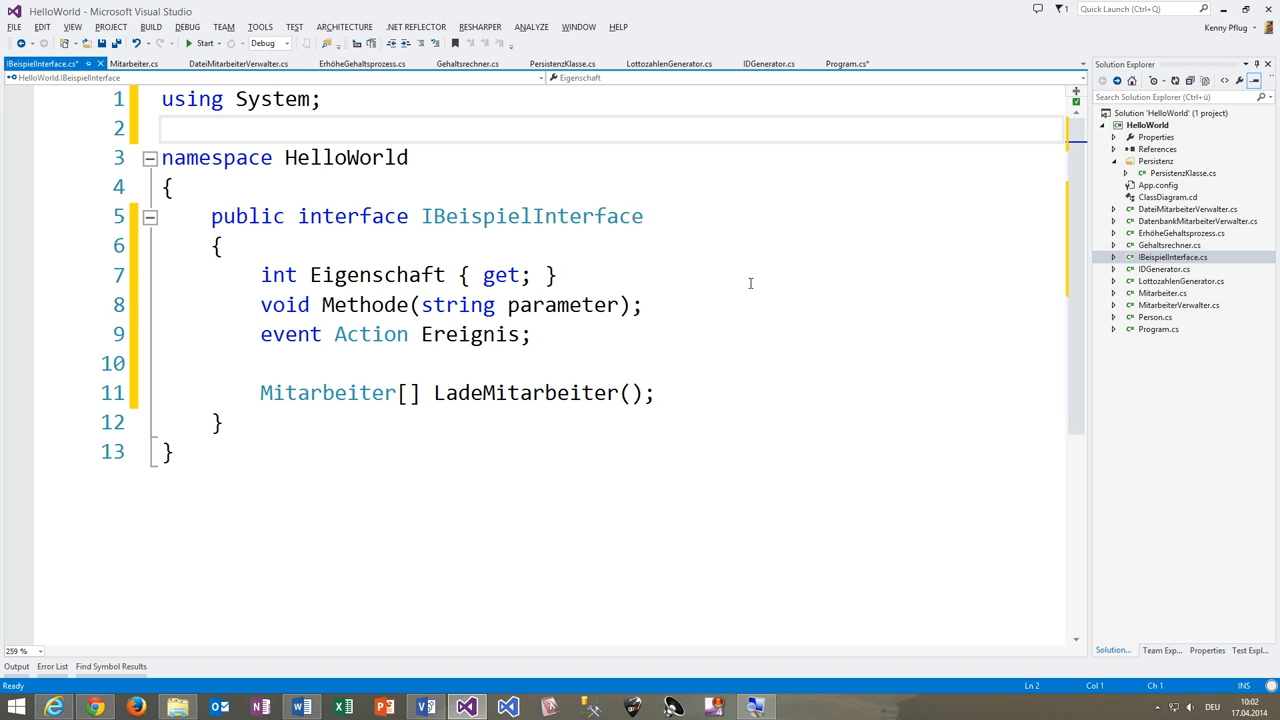 HelloWorld - Microsoft Visual Studio
1
Quick Launch (Ctrl+Q)
FILE EDIT VIEW PROJECT BUILD DEBUG TEAM TOOLS TEST ARCHITECTURE .NET REFLECTOR RESHARPER ANALYZE WINDOW HELP
Kenny Pflug
Start Debug
IBeispielInterface.cs* Mitarbeiter.cs DateiMitarbeiterVerwalter.cs ErhöheGehaltsprozess.cs Gehaltsrechner.cs PersistenzKlasse.cs LottozahlenGenerator.cs IDGenerator.cs Program.cs*
HelloWorld.IBeispielInterface Eigenschaft
1 using System;
2
3 namespace HelloWorld
4 {
5 public interface IBeispielInterface
6 {
7 int Eigenschaft { get; }
8 void Methode(string parameter);
9 event Action Ereignis;
10
11 Mitarbeiter[] LadeMitarbeiter();
12 }
13 }
Solution Explorer
Search Solution Explorer (Ctrl+ü)
Solution 'HelloWorld' (1 project)
HelloWorld
Properties
References
Persistenz
PersistenzKlasse.cs
App.config
ClassDiagram.cd
DateiMitarbeiterVerwalter.cs
DatenbankMitarbeiterVerwalter.cs
ErhöheGehaltsprozess.cs
Gehaltsrechner.cs
IBeispielInterface.cs
IDGenerator.cs
LottozahlenGenerator.cs
Mitarbeiter.cs
MitarbeiterVerwalter.cs
Person.cs
Program.cs
259 %
Solution... Team Exp... Properties Test Expl...
Output Error List Find Symbol Results
Ready Ln 2 Col 1 Ch 1 INS
DEU
10:02
17.04.2014